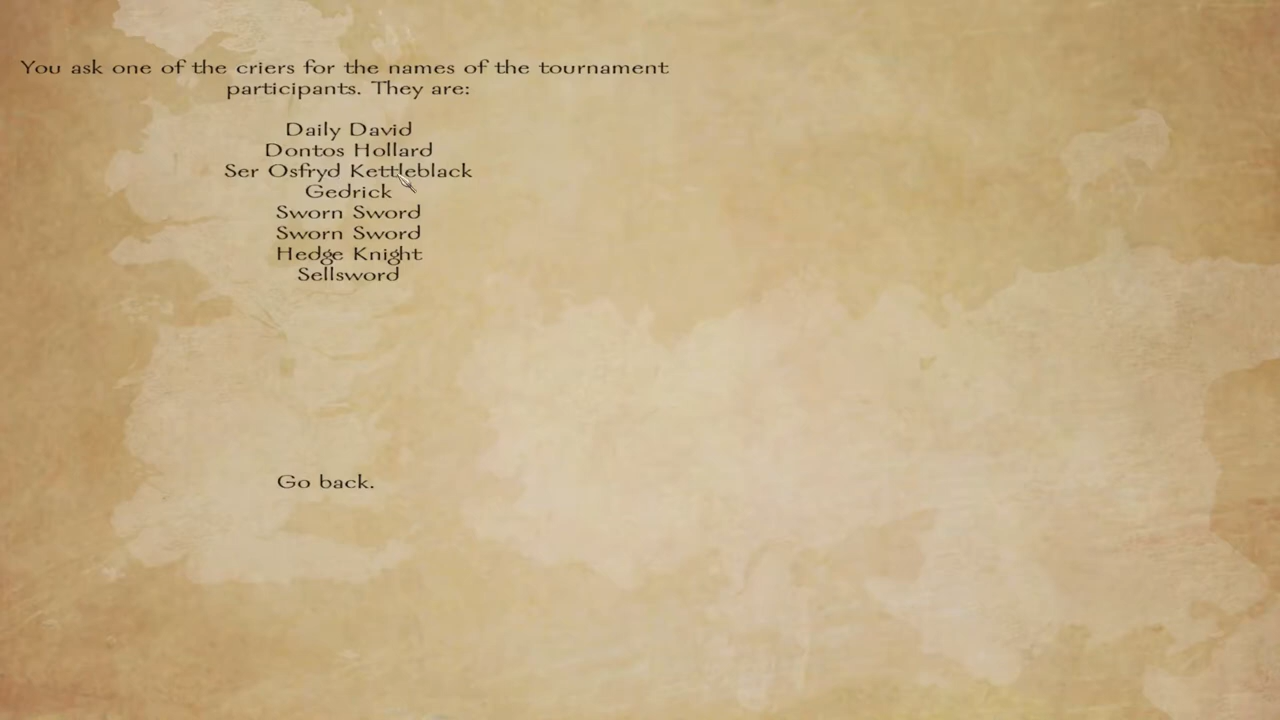 You ask one of the criers for the names of the tournament
participants. They are:
Daily David
Dontos Hollard
Ser Osfryd Kettleblack
Gedrick
Sworn Sword
Sworn Sword
Hedge Knight
Sellsword
Go back.